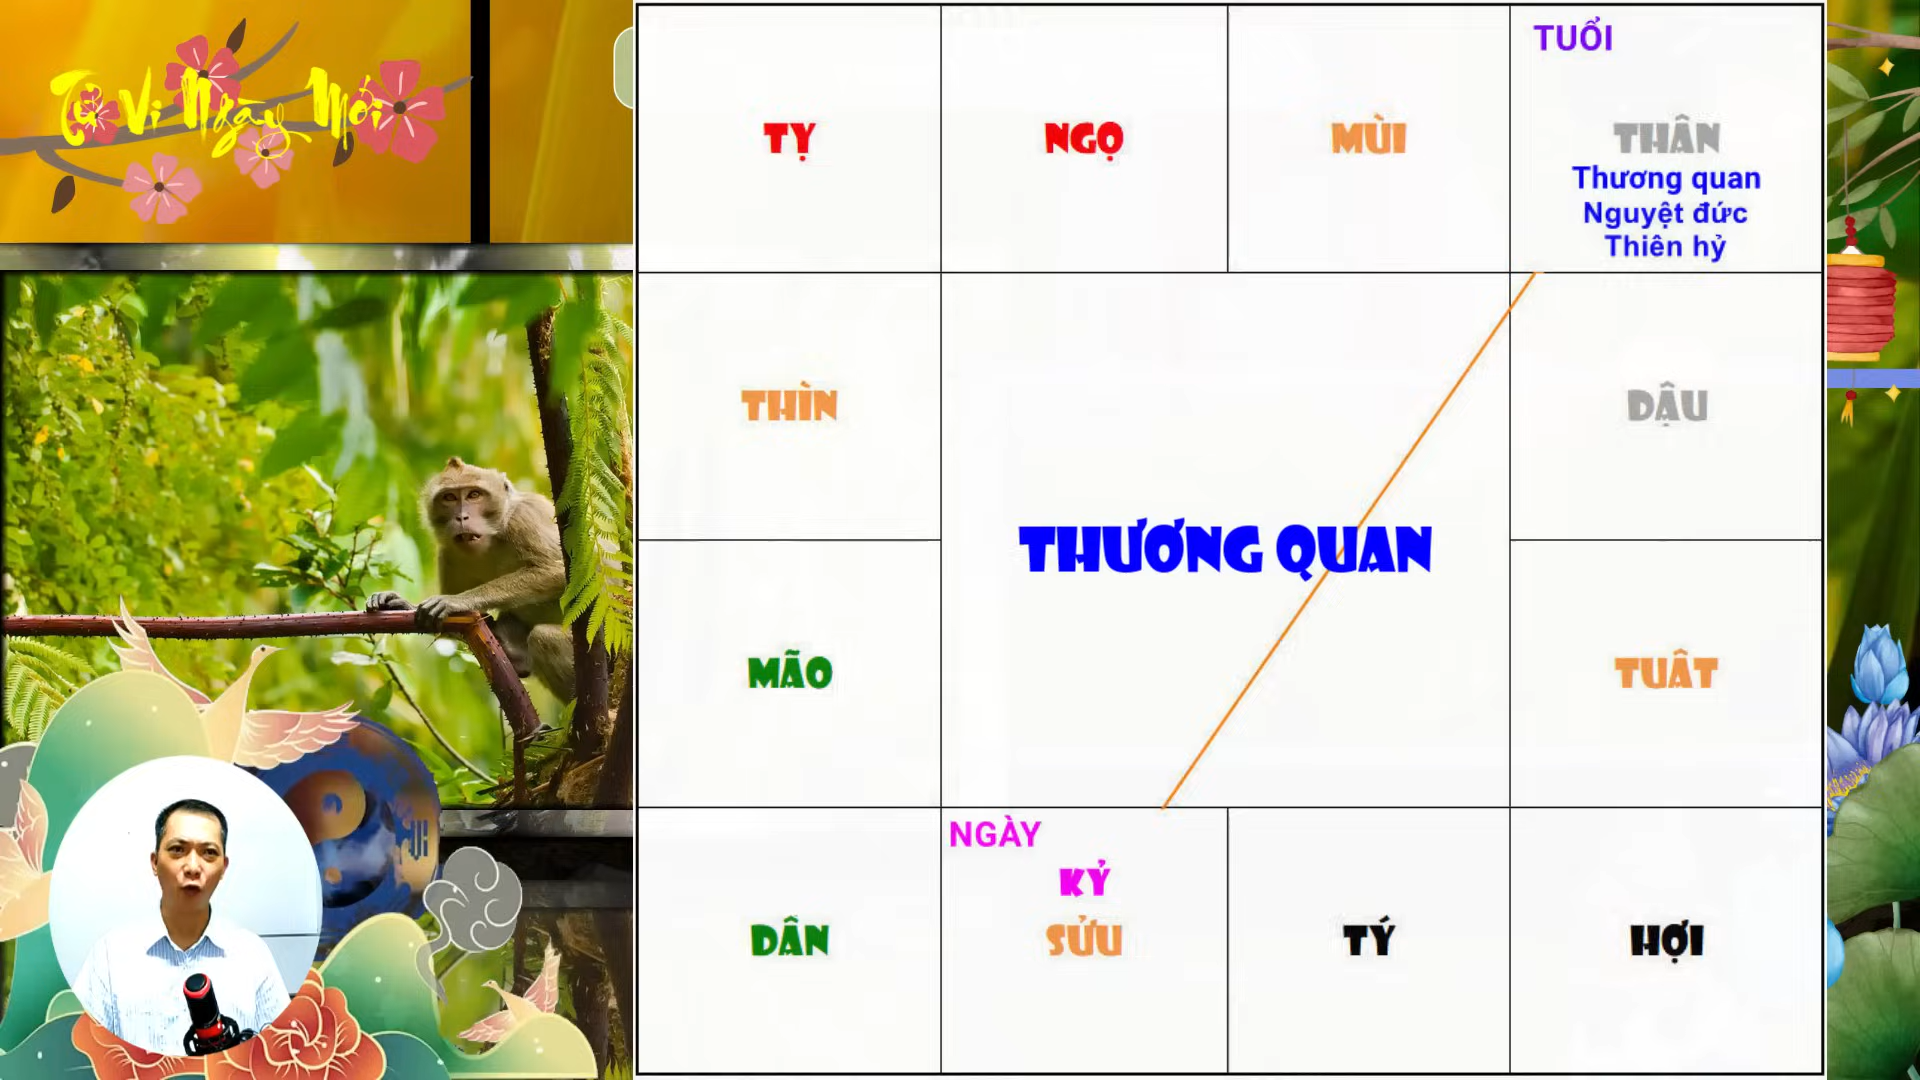 Tử Vi Ngày Mới
TUỔI
TỴ
NGỌ
MÙI
THÂN
Thương quan
Nguyệt đức
Thiên hỷ
THÌN
DẬU
THƯƠNG QUAN
MÃO
TUẤT
NGÀY
KỶ
DẦN
SỬU
TÝ
HỢI